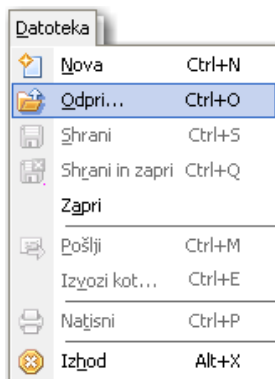 Datoteka
Nova Ctrl+N
Odpri... Ctrl+O
Shrani Ctrl+S
Shrani in zapri Ctrl+Q
Zapri
Pošlji Ctrl+M
Izvozi kot... Ctrl+E
Natisni Ctrl+P
Izhod Alt+X